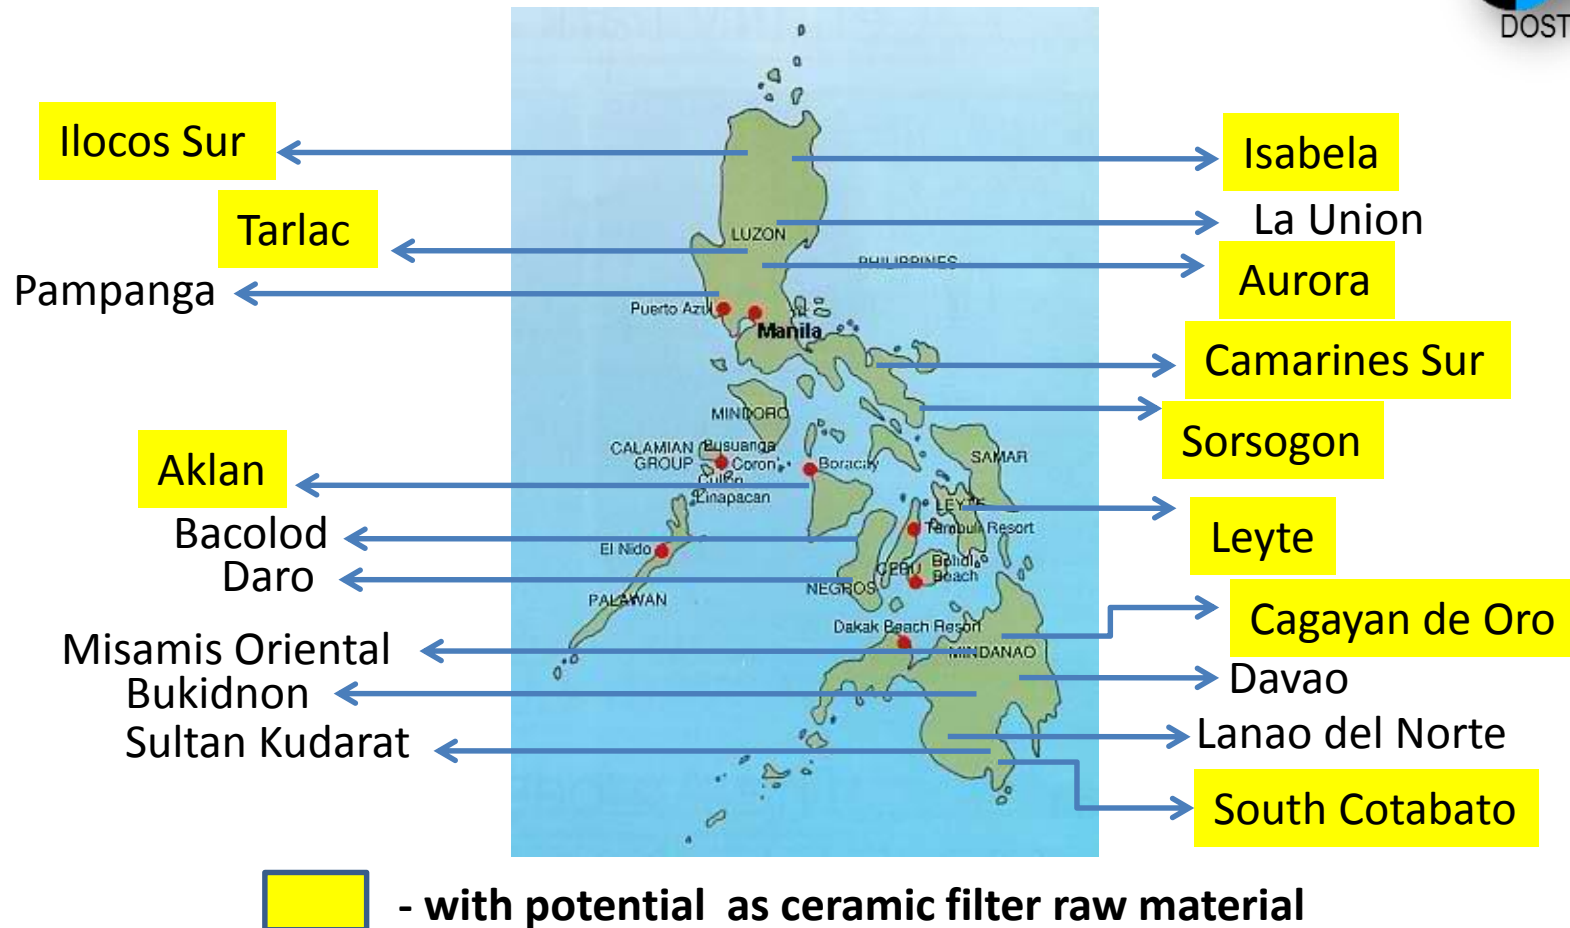 DOST
Ilocos Sur
Isabela
Tarlac
La Union
LUZON
PHILIPPINES
Aurora
Pampanga
Puerto Azul
Manila
Camarines Sur
MINDORO
Sorsogon
CALAMIAN
GROUP
Busuanga
Coron
Culion
Linapacan
Boracay
SAMAR
Aklan
LEYTE
Leyte
Tambuli Resort
Bacolod
El Nido
CEBU
Bohol
Beach
Daro
NEGROS
PALAWAN
Cagayan de Oro
Dakak Beach Resort
Misamis Oriental
MINDANAO
Bukidnon
Davao
Sultan Kudarat
Lanao del Norte
South Cotabato
- with potential as ceramic filter raw material